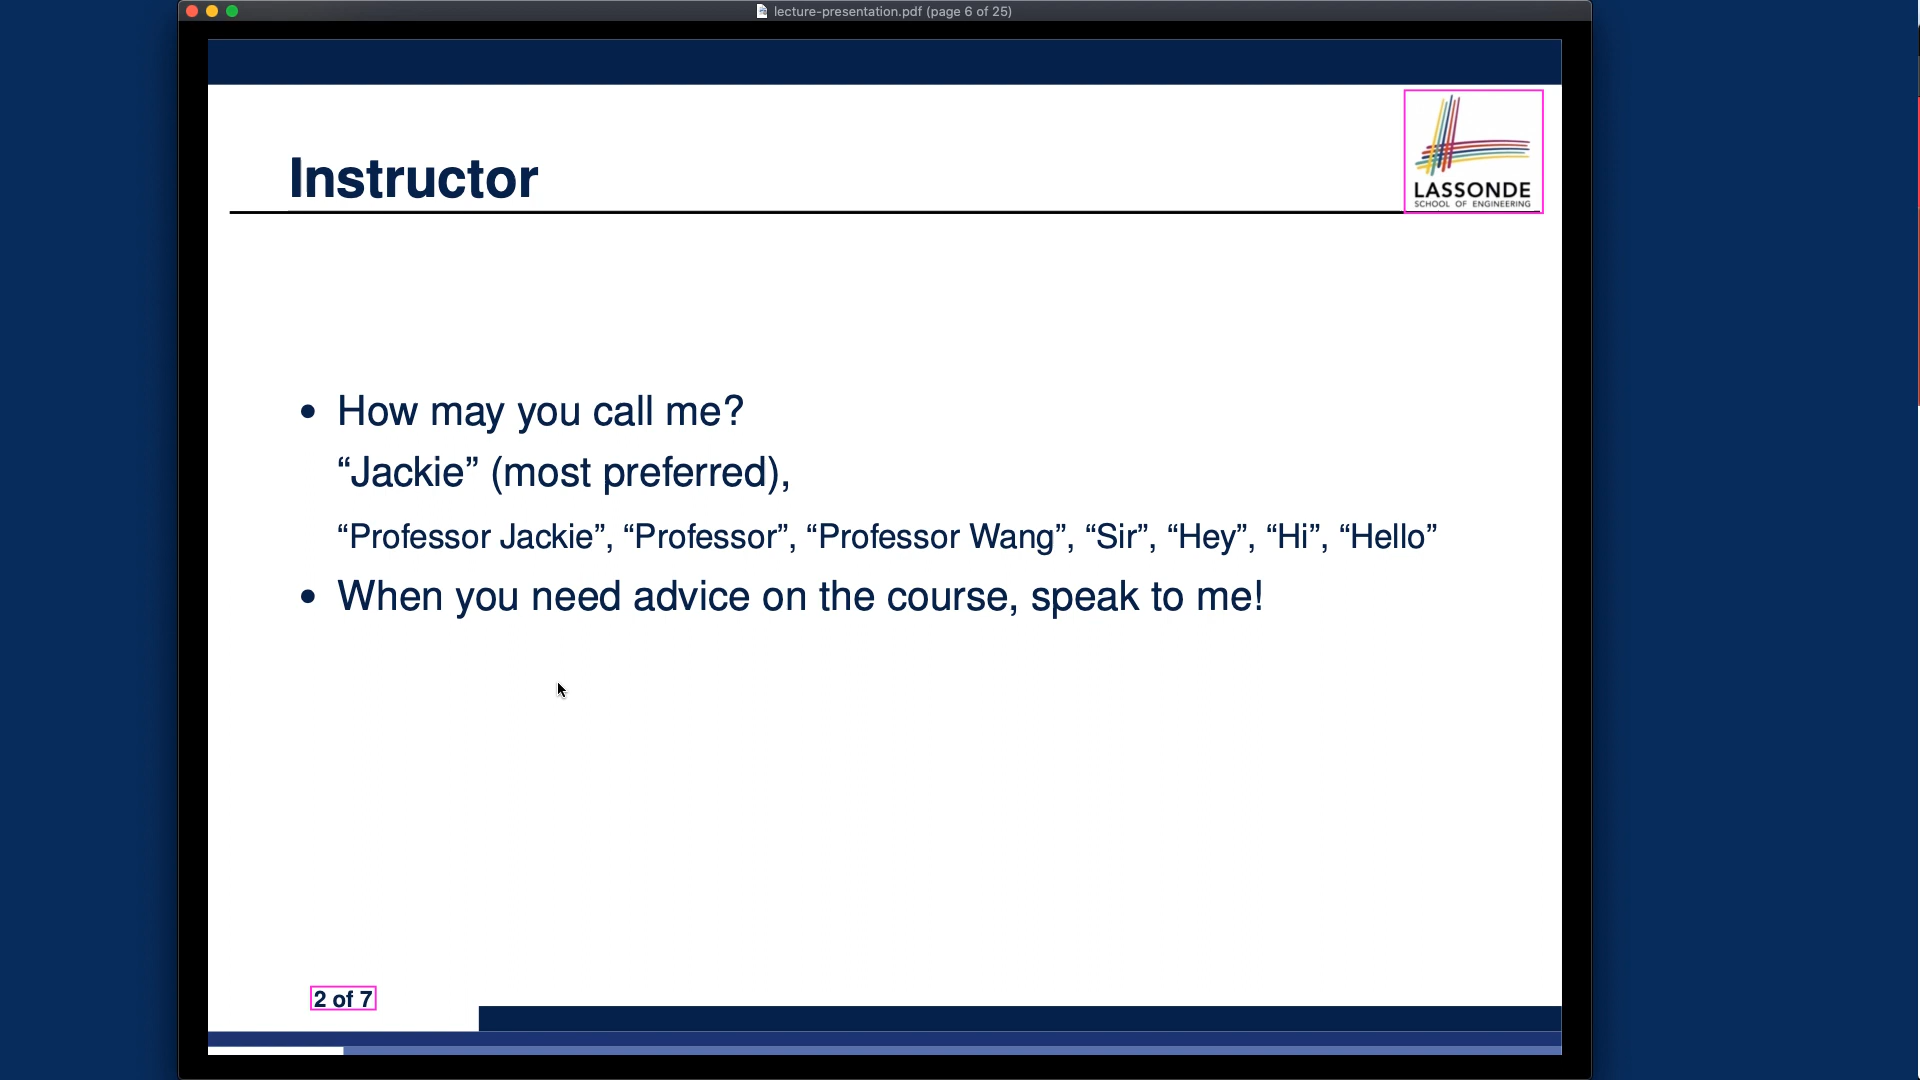 lecture-presentation.pdf (page 6 of 25)
LASSONDE
SCHOOL OF ENGINEERING
Instructor
• How may you call me?
“Jackie” (most preferred),
“Professor Jackie”, “Professor”, “Professor Wang”, “Sir”, “Hey”, “Hi”, “Hello”
• When you need advice on the course, speak to me!
2 of 7